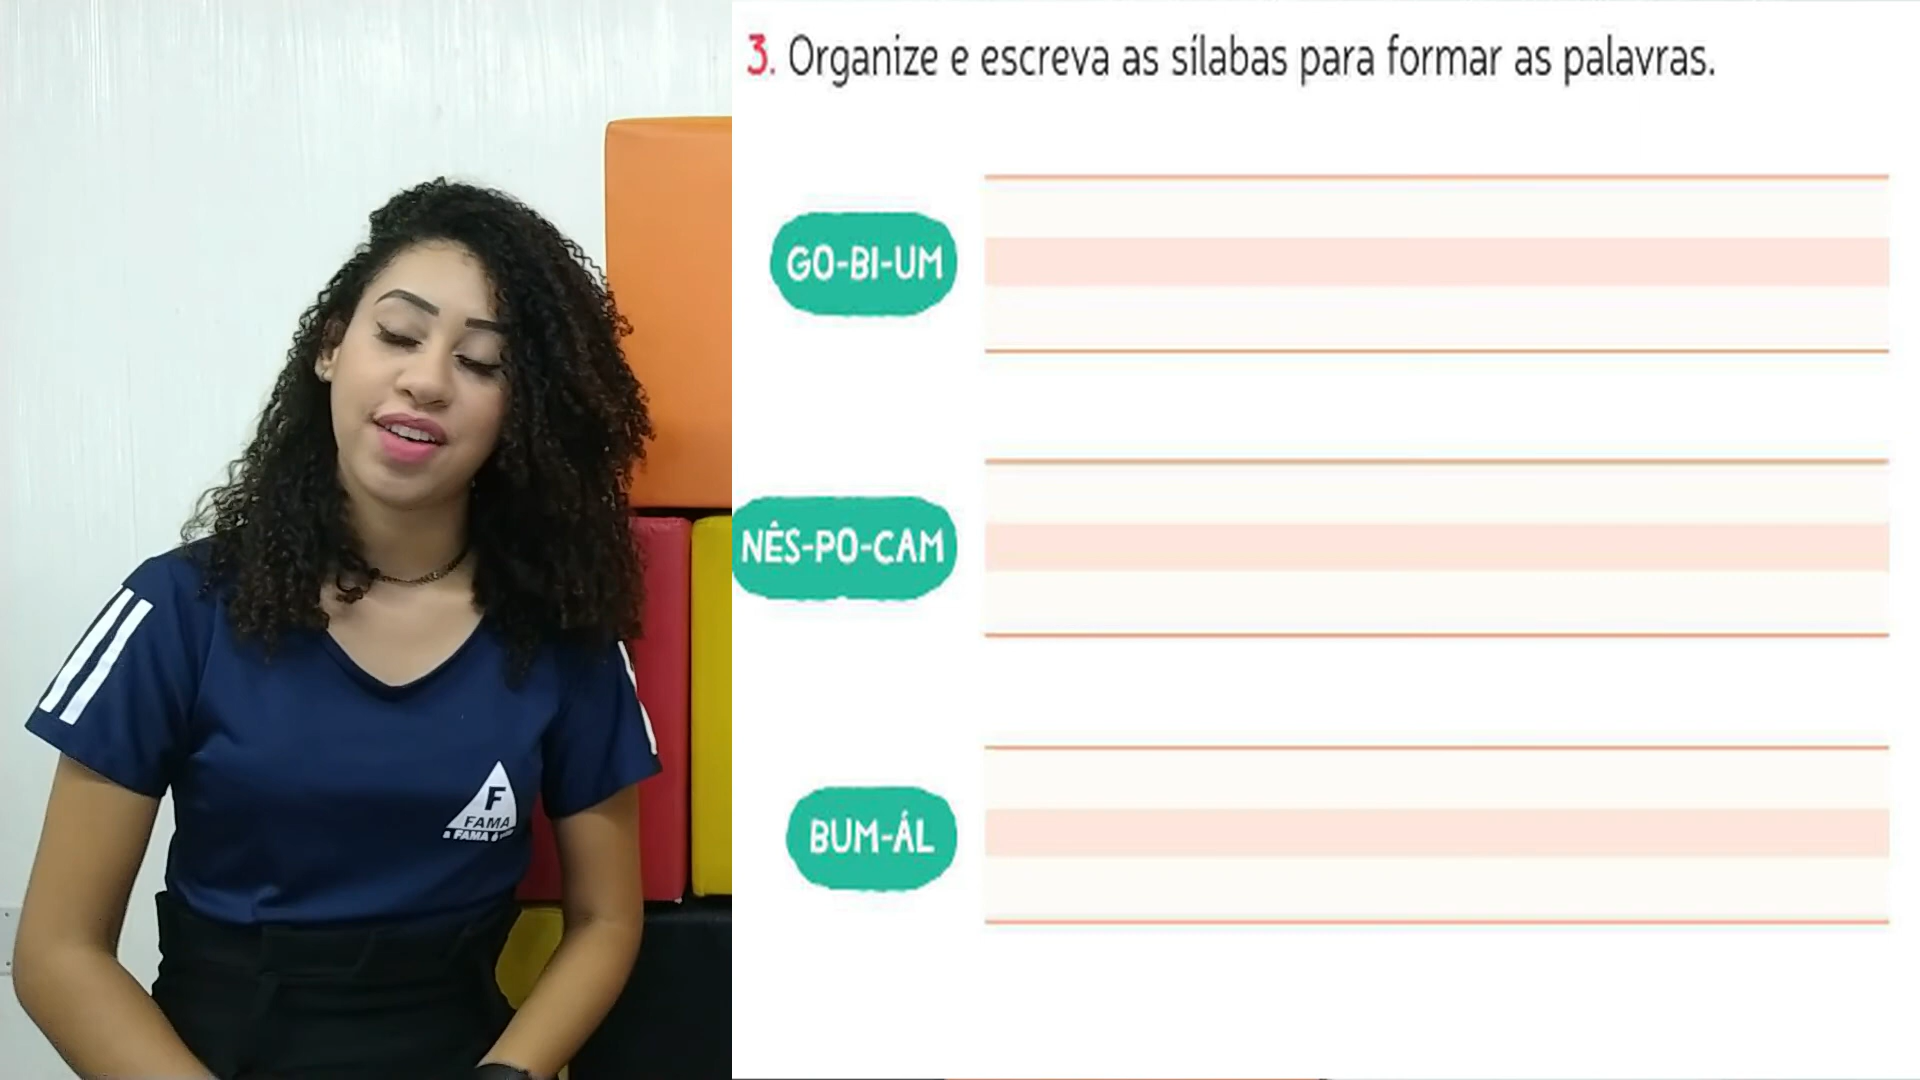 3. Organize e escreva as sílabas para formar as palavras.
GO-BI-UM
NÊS-PO-CAM
BUM-ÁL
F
FAMA
a FAMA é